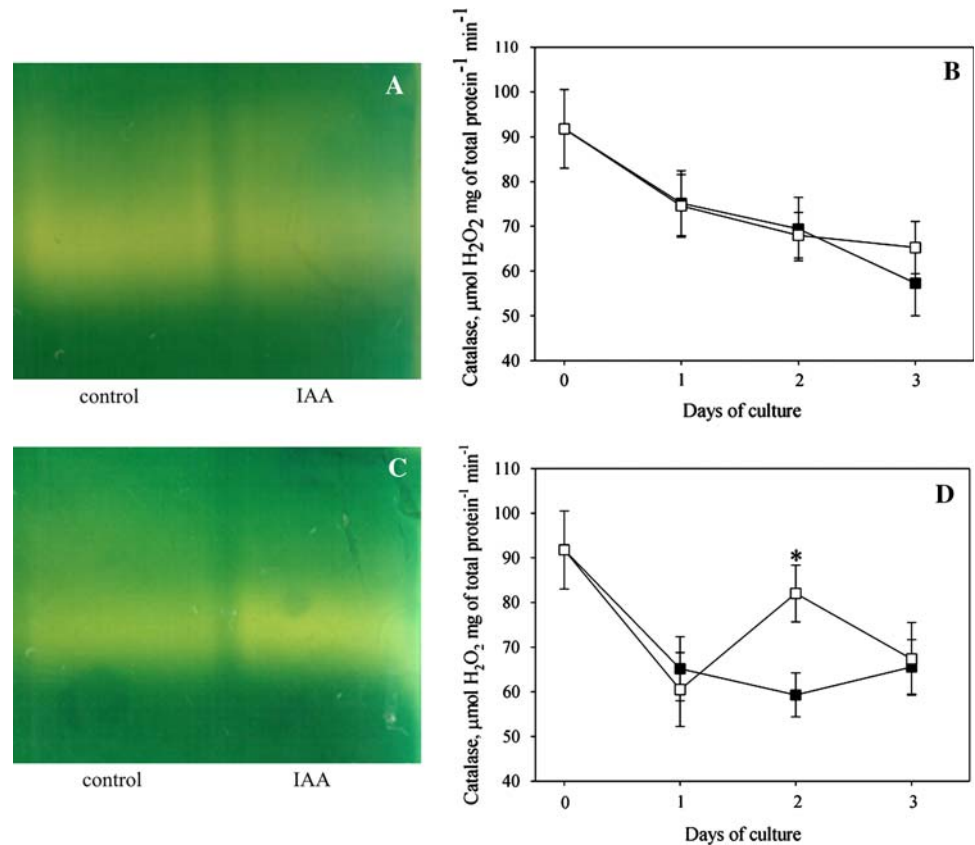 A
control IAA
B
Catalase, μmol H₂O₂ mg of total protein⁻¹ min⁻¹
110
100
90
80
70
60
50
40
0 1 2 3
Days of culture
C
control IAA
D
Catalase, μmol H₂O₂ mg of total protein⁻¹ min⁻¹
110
100
90
80
70
60
50
40
*
0 1 2 3
Days of culture